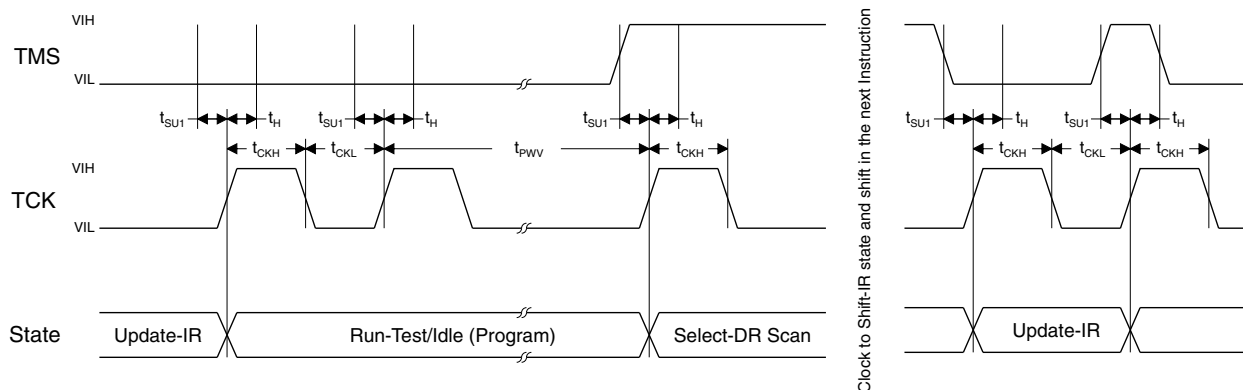 VIH
TMS
VIL
tSU1 tH tSU1 tH tSU1 tH tSU1 tH tSU1 tH
tCKH tCKL tPWV tCKH tCKH tCKL tCKH
VIH
TCK
VIL
State Update-IR Run-Test/Idle (Program) Select-DR Scan Update-IR
Clock to Shift-IR state and shift in the next Instruction